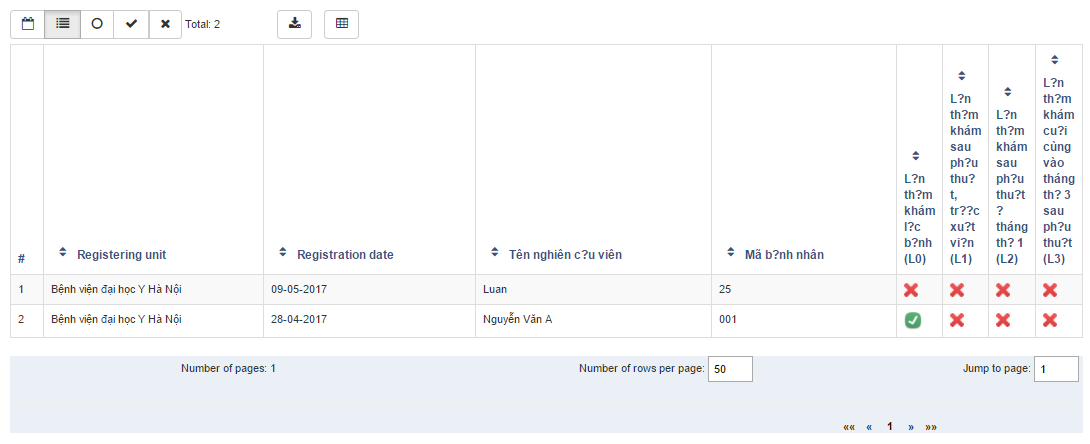 Total: 2
#
Registering unit
Registration date
Tên nghiên c?u viên
Mã b?nh nhân
L?n
th?m
khám
l?c
b?nh
(L0)
L?n
th?m
khám
sau
ph?u
thu?
t,
tr??c
xu?t
vi?n
(L1)
L?n
th?m
khám
sau
ph?u
thu?t
?
tháng
th? 1
(L2)
L?n
th?m
khám
cu?i
cùng
vào
tháng
th? 3
sau
ph?u
thu?t
(L3)
1 Bệnh viện đại học Y Hà Nội 09-05-2017 Luan 25
2 Bệnh viện đại học Y Hà Nội 28-04-2017 Nguyễn Văn A 001
Number of pages: 1 Number of rows per page: 50 Jump to page: 1
«« « 1 » »»